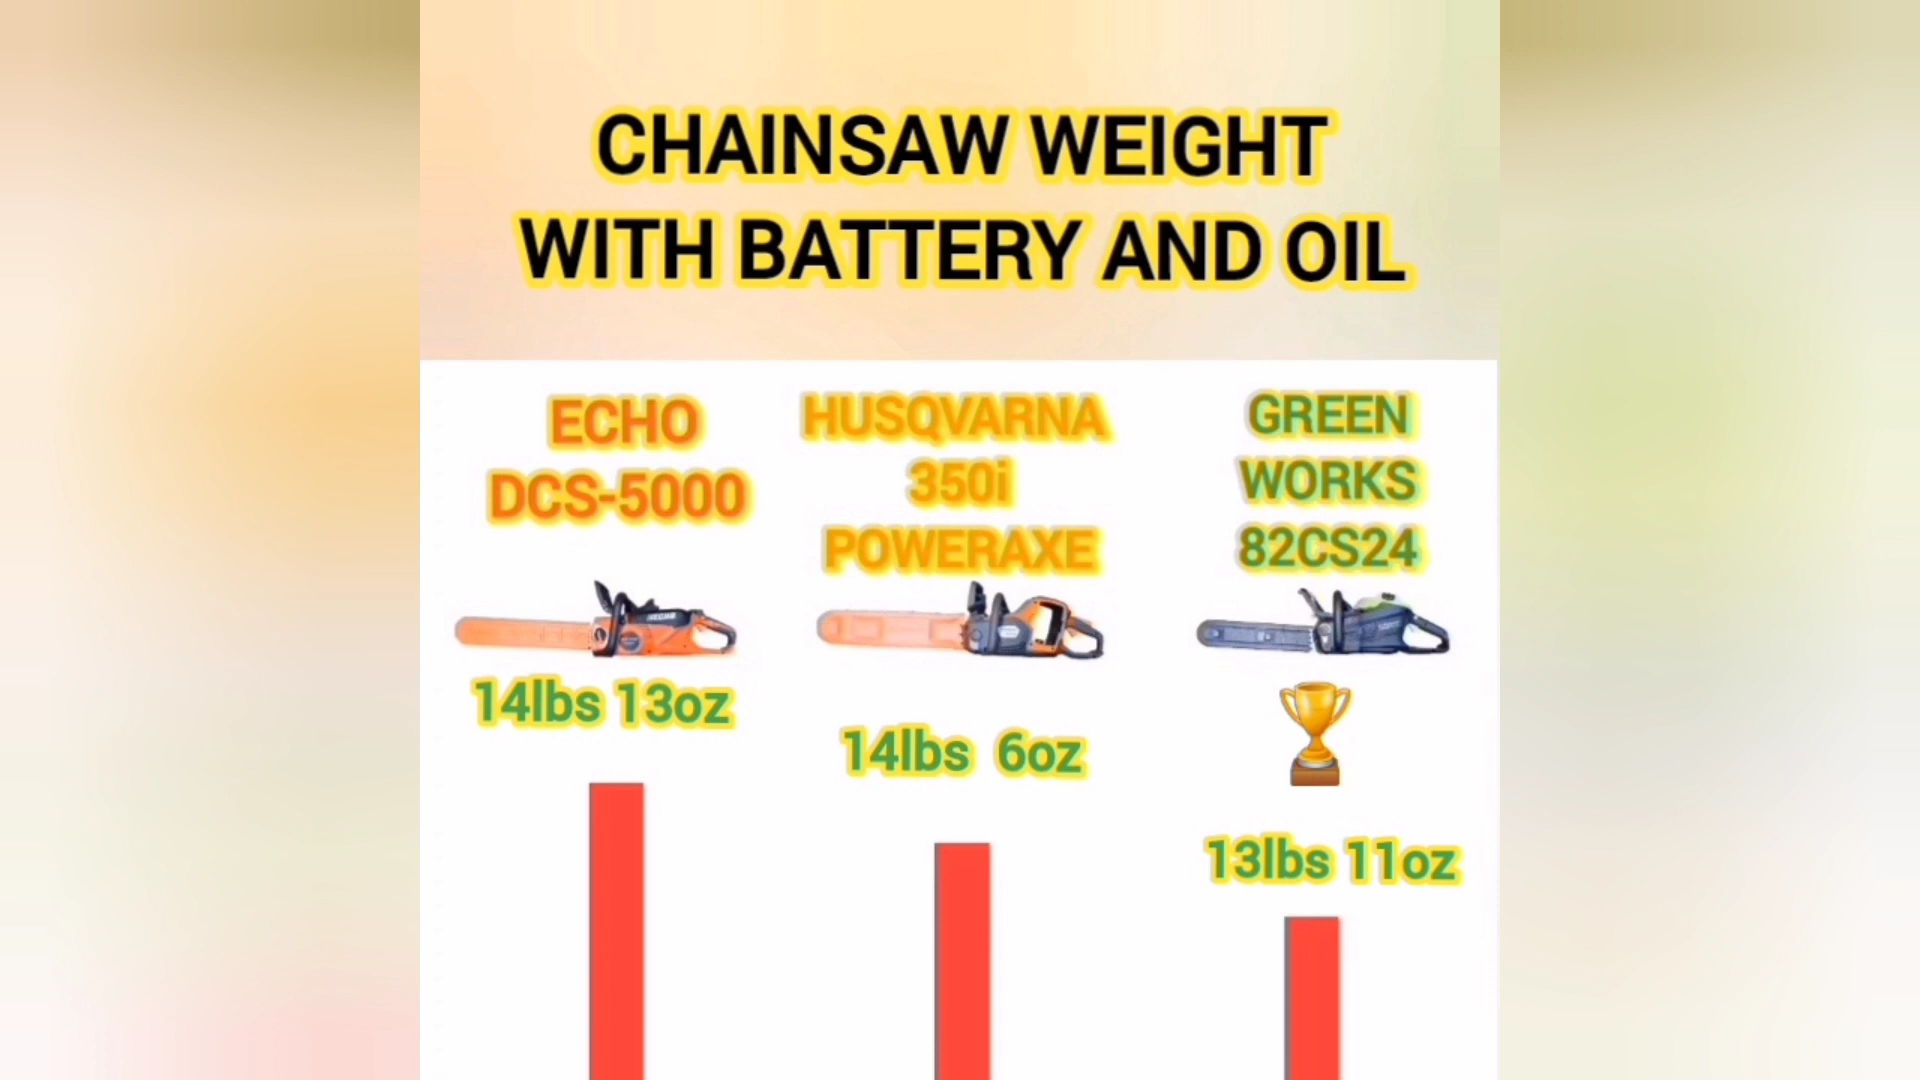 CHAINSAW WEIGHT
WITH BATTERY AND OIL
ECHO
DCS-5000
HUSQVARNA
350i
POWERAXE
GREEN
WORKS
82CS24
ECHO
14lbs 13oz
14lbs 6oz
13lbs 11oz